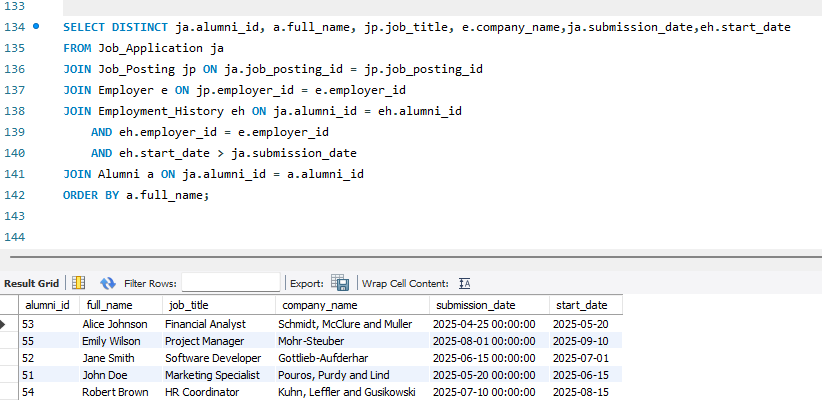 133
134 SELECT DISTINCT ja.alumni_id, a.full_name, jp.job_title, e.company_name,ja.submission_date,eh.start_date
135 FROM Job_Application ja
136 JOIN Job_Posting jp ON ja.job_posting_id = jp.job_posting_id
137 JOIN Employer e ON jp.employer_id = e.employer_id
138 JOIN Employment_History eh ON ja.alumni_id = eh.alumni_id
139 AND eh.employer_id = e.employer_id
140 AND eh.start_date > ja.submission_date
141 JOIN Alumni a ON ja.alumni_id = a.alumni_id
142 ORDER BY a.full_name;
143
144
Result Grid Filter Rows: Export: Wrap Cell Content: IA
alumni_id full_name job_title company_name submission_date start_date
53 Alice Johnson Financial Analyst Schmidt, McClure and Muller 2025-04-25 00:00:00 2025-05-20
55 Emily Wilson Project Manager Mohr-Steuber 2025-08-01 00:00:00 2025-09-10
52 Jane Smith Software Developer Gottlieb-Aufderhar 2025-06-15 00:00:00 2025-07-01
51 John Doe Marketing Specialist Pouros, Purdy and Lind 2025-05-20 00:00:00 2025-06-15
54 Robert Brown HR Coordinator Kuhn, Leffler and Gusikowski 2025-07-10 00:00:00 2025-08-15